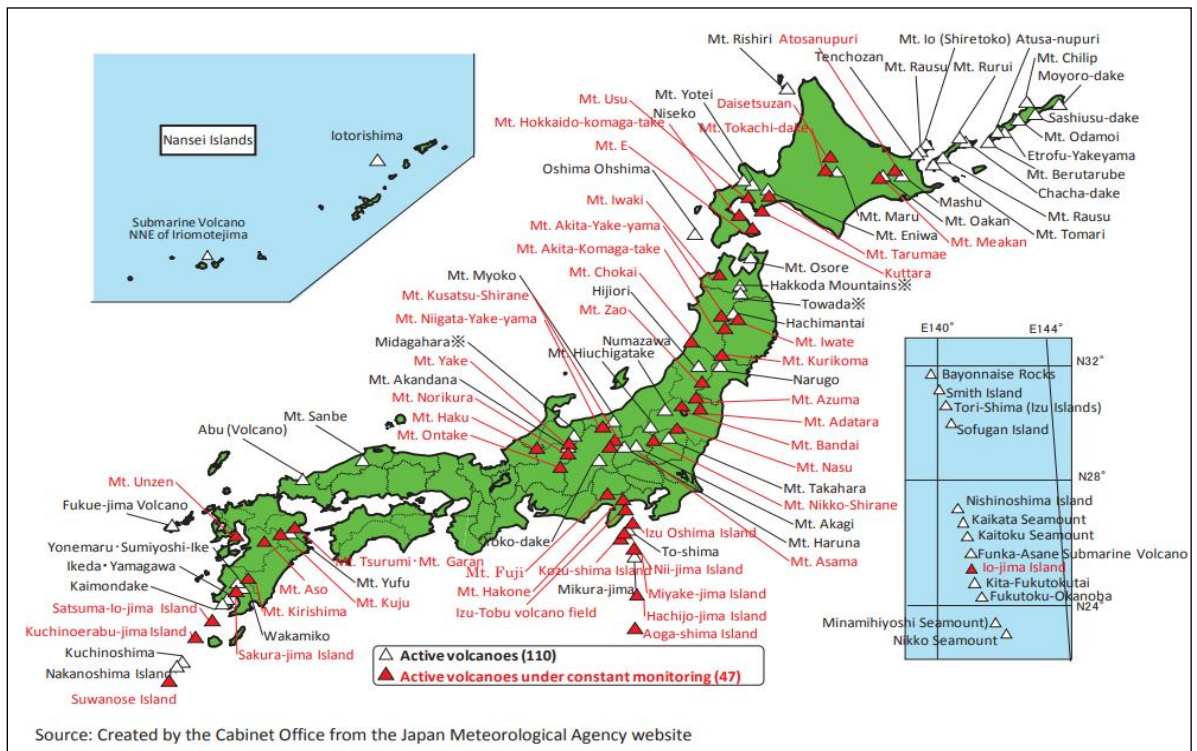 Nansei Islands
Iotorishima
Submarine Volcano
NNE of Iriomotejima
Mt. Rishiri
Atosanupuri
Tenchozan
Mt. Io (Shiretoko)
Mt. Rausu
Mt. Rurui
Atusa-nupuri
Mt. Chilip
Moyoro-dake
Sashiusu-dake
Mt. Odamoi
Etrofu-Yakeyama
Mt. Berutarube
Chacha-dake
Mt. Rausu
Mt. Tomari
Mashu
Mt. Oakan
Mt. Meakan
Mt. Maru
Mt. Eniwa
Mt. Tarumae
Kuttara
Mt. Yotei
Niseko
Mt. Usu
Daisetsuzan
Mt. Hokkaido-komaga-take
Mt. Tokachi-dake
Mt. E
Oshima Ohshima
Mt. Iwaki
Mt. Akita-Yake-yama
Mt. Akita-Komaga-take
Mt. Chokai
Hijiori
Mt. Zao
Numazawa
Mt. Hiuchigatake
Mt. Myoko
Mt. Kusatsu-Shirane
Mt. Niigata-Yake-yama
Midagahara※
Mt. Yake
Mt. Akandana
Mt. Norikura
Mt. Haku
Mt. Ontake
Mt. Sanbe
Abu (Volcano)
Mt. Osore
Hakkoda Mountains※
Towada※
Hachimantai
Mt. Iwate
Mt. Kurikoma
Narugo
Mt. Azuma
Mt. Adatara
Mt. Bandai
Mt. Nasu
Mt. Takahara
Mt. Nikko-Shirane
Mt. Akagi
Mt. Haruna
Mt. Asama
Yoko-dake
Mt. Fuji
Mt. Hakone
Izu-Tobu volcano field
Izu Oshima Island
To-shima
Nii-jima Island
Kozu-shima Island
Mikura-jima
Miyake-jima Island
Hachijo-jima Island
Aoga-shima Island
Mt. Unzen
Fukue-jima Volcano
Yonemaru·Sumiyoshi-Ike
Ikeda·Yamagawa
Kaimondake
Satsuma-Io-jima Island
Kuchinoerabu-jima Island
Kuchinoshima
Nakanoshima Island
Suwanose Island
Mt. Tsurumi·Mt. Garan
Mt. Yufu
Mt. Kuju
Mt. Aso
Mt. Kirishima
Wakamiko
Sakura-jima Island
E140°
E144°
N32°
N28°
N24°
Bayonnaise Rocks
Smith Island
Tori-Shima (Izu Islands)
Sofugan Island
Nishinoshima Island
Kaikata Seamount
Kaitoku Seamount
Funka-Asane Submarine Volcano
Io-jima Island
Kita-Fukutokutai
Fukutoku-Okanoba
Minamihiyoshi Seamount)
Nikko Seamount
Active volcanoes (110)
Active volcanoes under constant monitoring (47)
Source: Created by the Cabinet Office from the Japan Meteorological Agency website